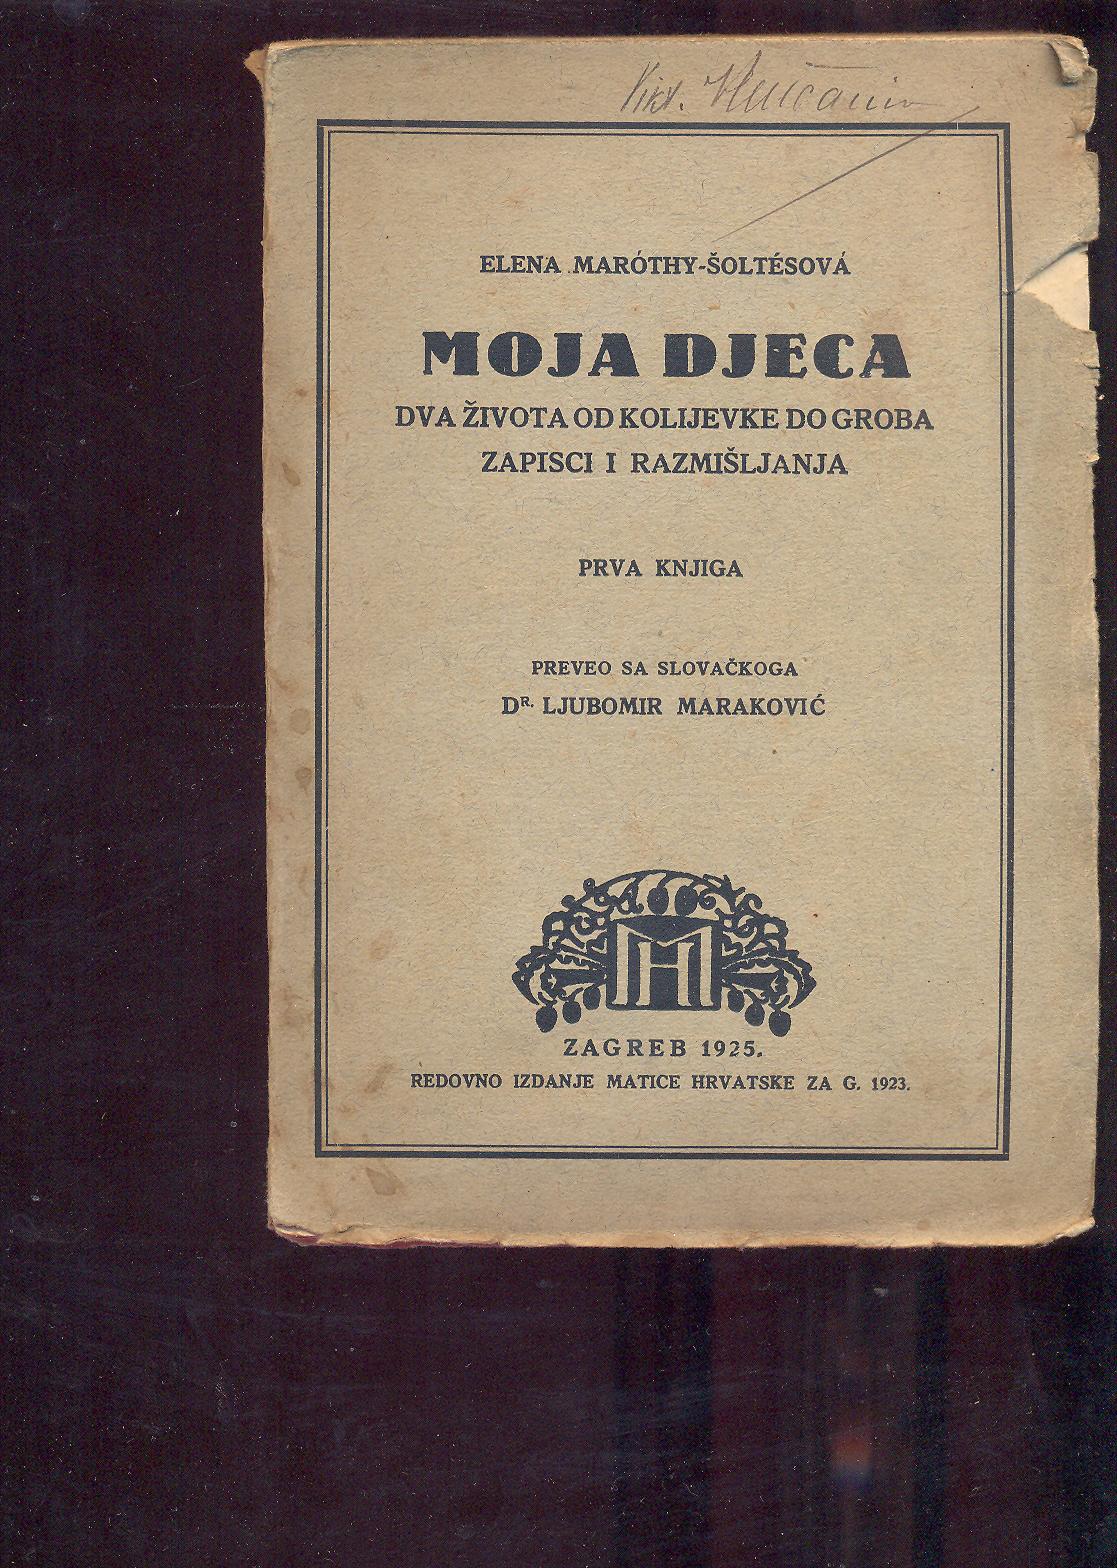 ELENA MARÓTHY-ŠOLTÉSOVÁ
MOJA DJECA
DVA ŽIVOTA OD KOLIJEVKE DO GROBA
ZAPISCI I RAZMIŠLJANJA
PRVA KNJIGA
PREVEO SA SLOVAČKOGA
DR. LJUBOMIR MARAKOVIĆ
MH
ZAGREB 1925.
REDOVNO IZDANJE MATICE HRVATSKE ZA G. 1923.